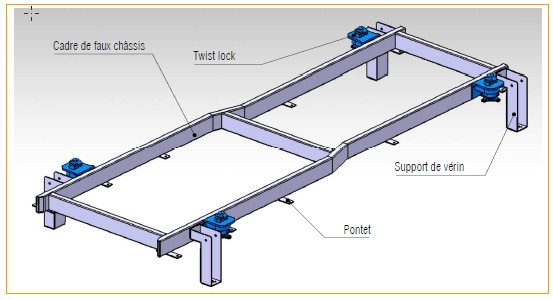 Cadre de faux châssis
Twist lock
Support de vérin
Pontet